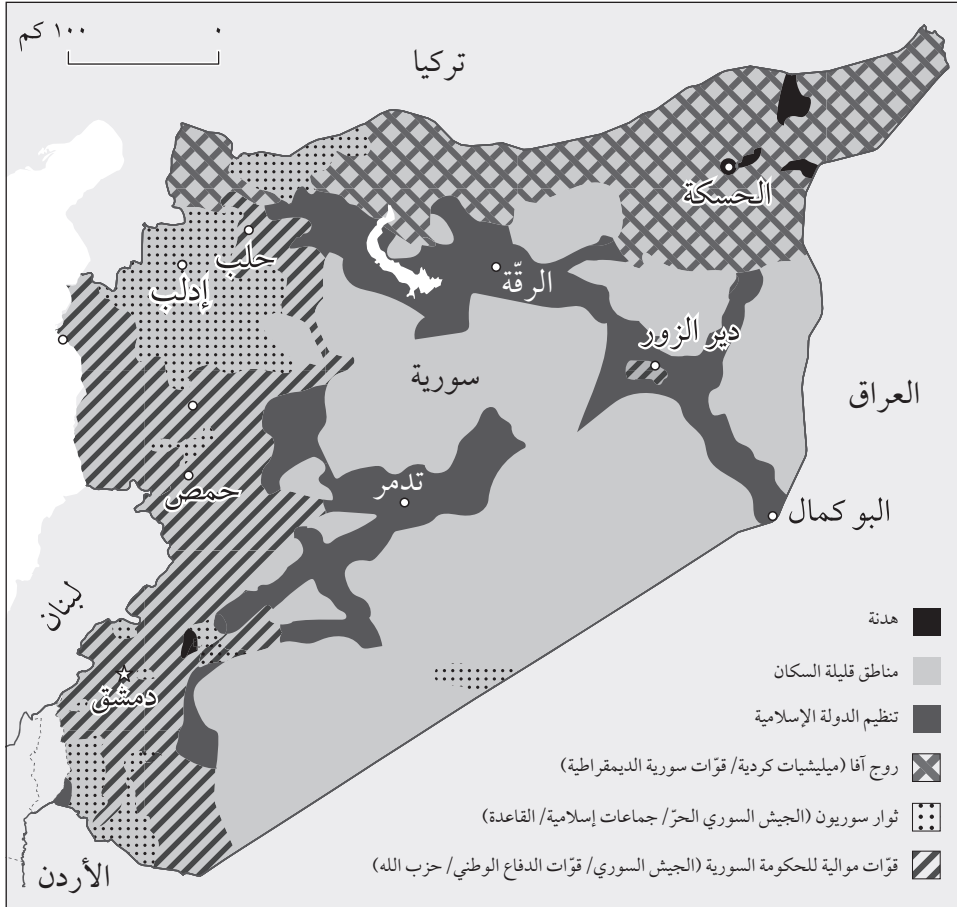 ١٠٠ كم
٠
تركيا
الحسكة
حلب
إدلب
الرقّة
دير الزور
سورية
العراق
تدمر
حمص
البو كمال
لبنان
دمشق
الأردن
هدنة
مناطق قليلة السكان
تنظيم الدولة الإسلامية
روج آفا (ميليشيات كردية/ قوّات سورية الديمقراطية)
ثوار سوريون (الجيش السوري الحرّ/ جماعات إسلامية/ القاعدة)
قوّات موالية للحكومة السورية (الجيش السوري/ قوّات الدفاع الوطني/ حزب الله)